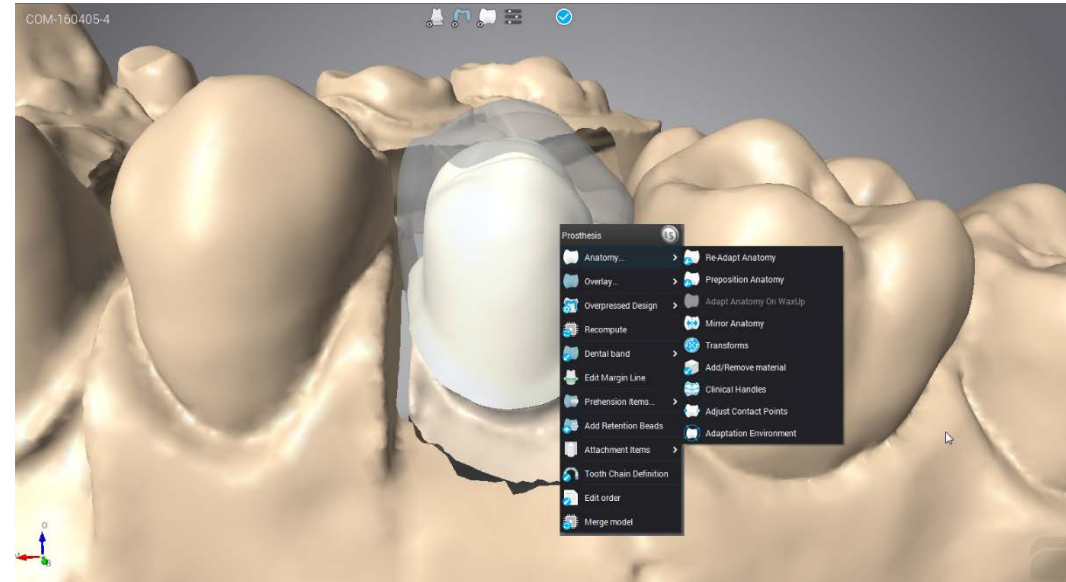 COM-160405-4
Prosthesis
Anatomy...
Overlay...
Overpressed Design
Recompute
Dental band
Edit Margin Line
Prehension Items...
Add Retention Beads
Attachment Items
Tooth Chain Definition
Edit order
Merge model
Re-Adapt Anatomy
Preposition Anatomy
Adapt Anatomy On WaxUp
Mirror Anatomy
Transforms
Add/Remove material
Clinical Handles
Adjust Contact Points
Adaptation Environment